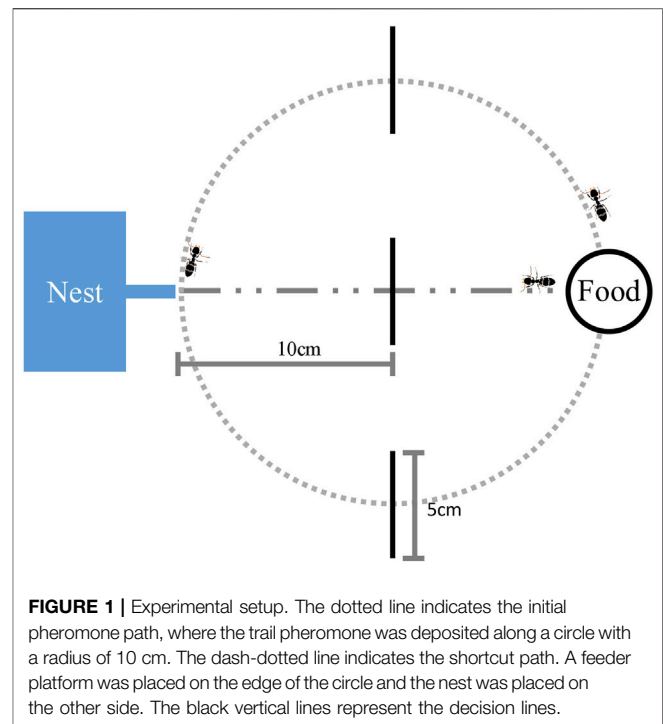 Nest
Food
10cm
5cm
FIGURE 1 | Experimental setup. The dotted line indicates the initial
pheromone path, where the trail pheromone was deposited along a circle with
a radius of 10 cm. The dash-dotted line indicates the shortcut path. A feeder
platform was placed on the edge of the circle and the nest was placed on
the other side. The black vertical lines represent the decision lines.